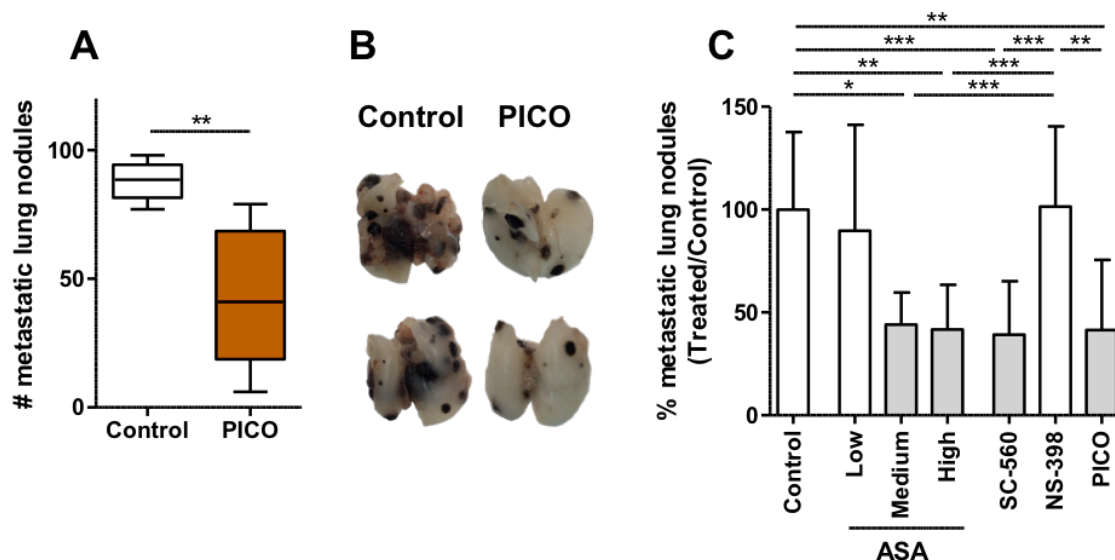 A
# metastatic lung nodules
100
50
0
**
Control
PICO
B
Control PICO
C
% metastatic lung nodules
(Treated/Control)
150
100
50
0
**
*** *** **
** ***
* ***
Control
Low
Medium
High
SC-560
NS-398
PICO
ASA